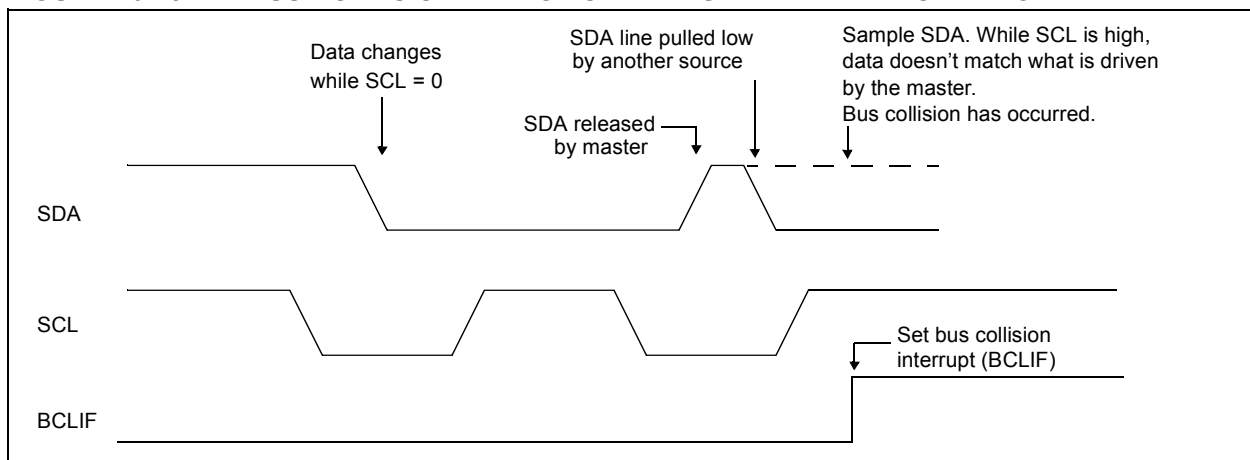 Data changes
while SCL = 0
SDA line pulled low
by another source
Sample SDA. While SCL is high,
data doesn't match what is driven
by the master.
Bus collision has occurred.
SDA released
by master
SDA
SCL
Set bus collision
interrupt (BCLIF)
BCLIF